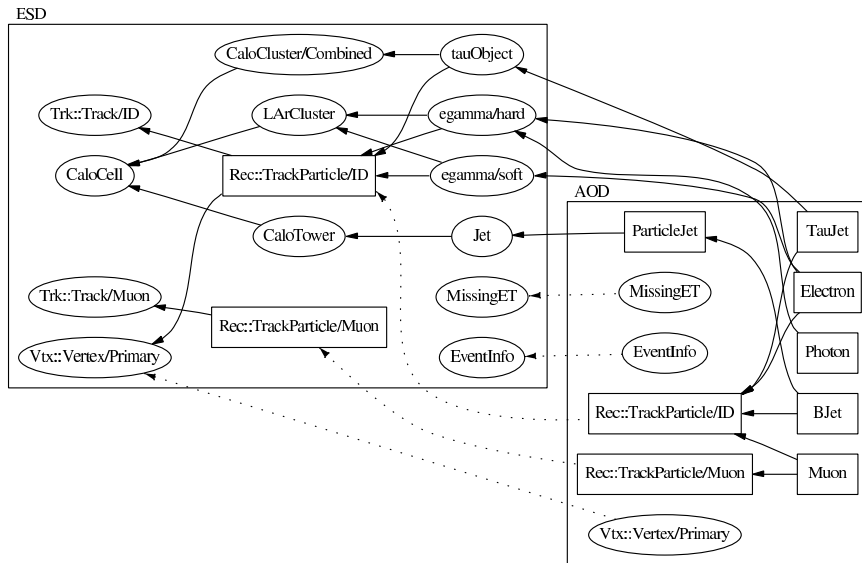 ESD
CaloCluster/Combined
tauObject
Trk::Track/ID
LArCluster
egamma/hard
CaloCell
Rec::TrackParticle/ID
egamma/soft
AOD
CaloTower
Jet
ParticleJet
TauJet
Trk::Track/Muon
MissingET
MissingET
Electron
Rec::TrackParticle/Muon
Vtx::Vertex/Primary
EventInfo
EventInfo
Photon
Rec::TrackParticle/ID
BJet
Rec::TrackParticle/Muon
Muon
Vtx::Vertex/Primary